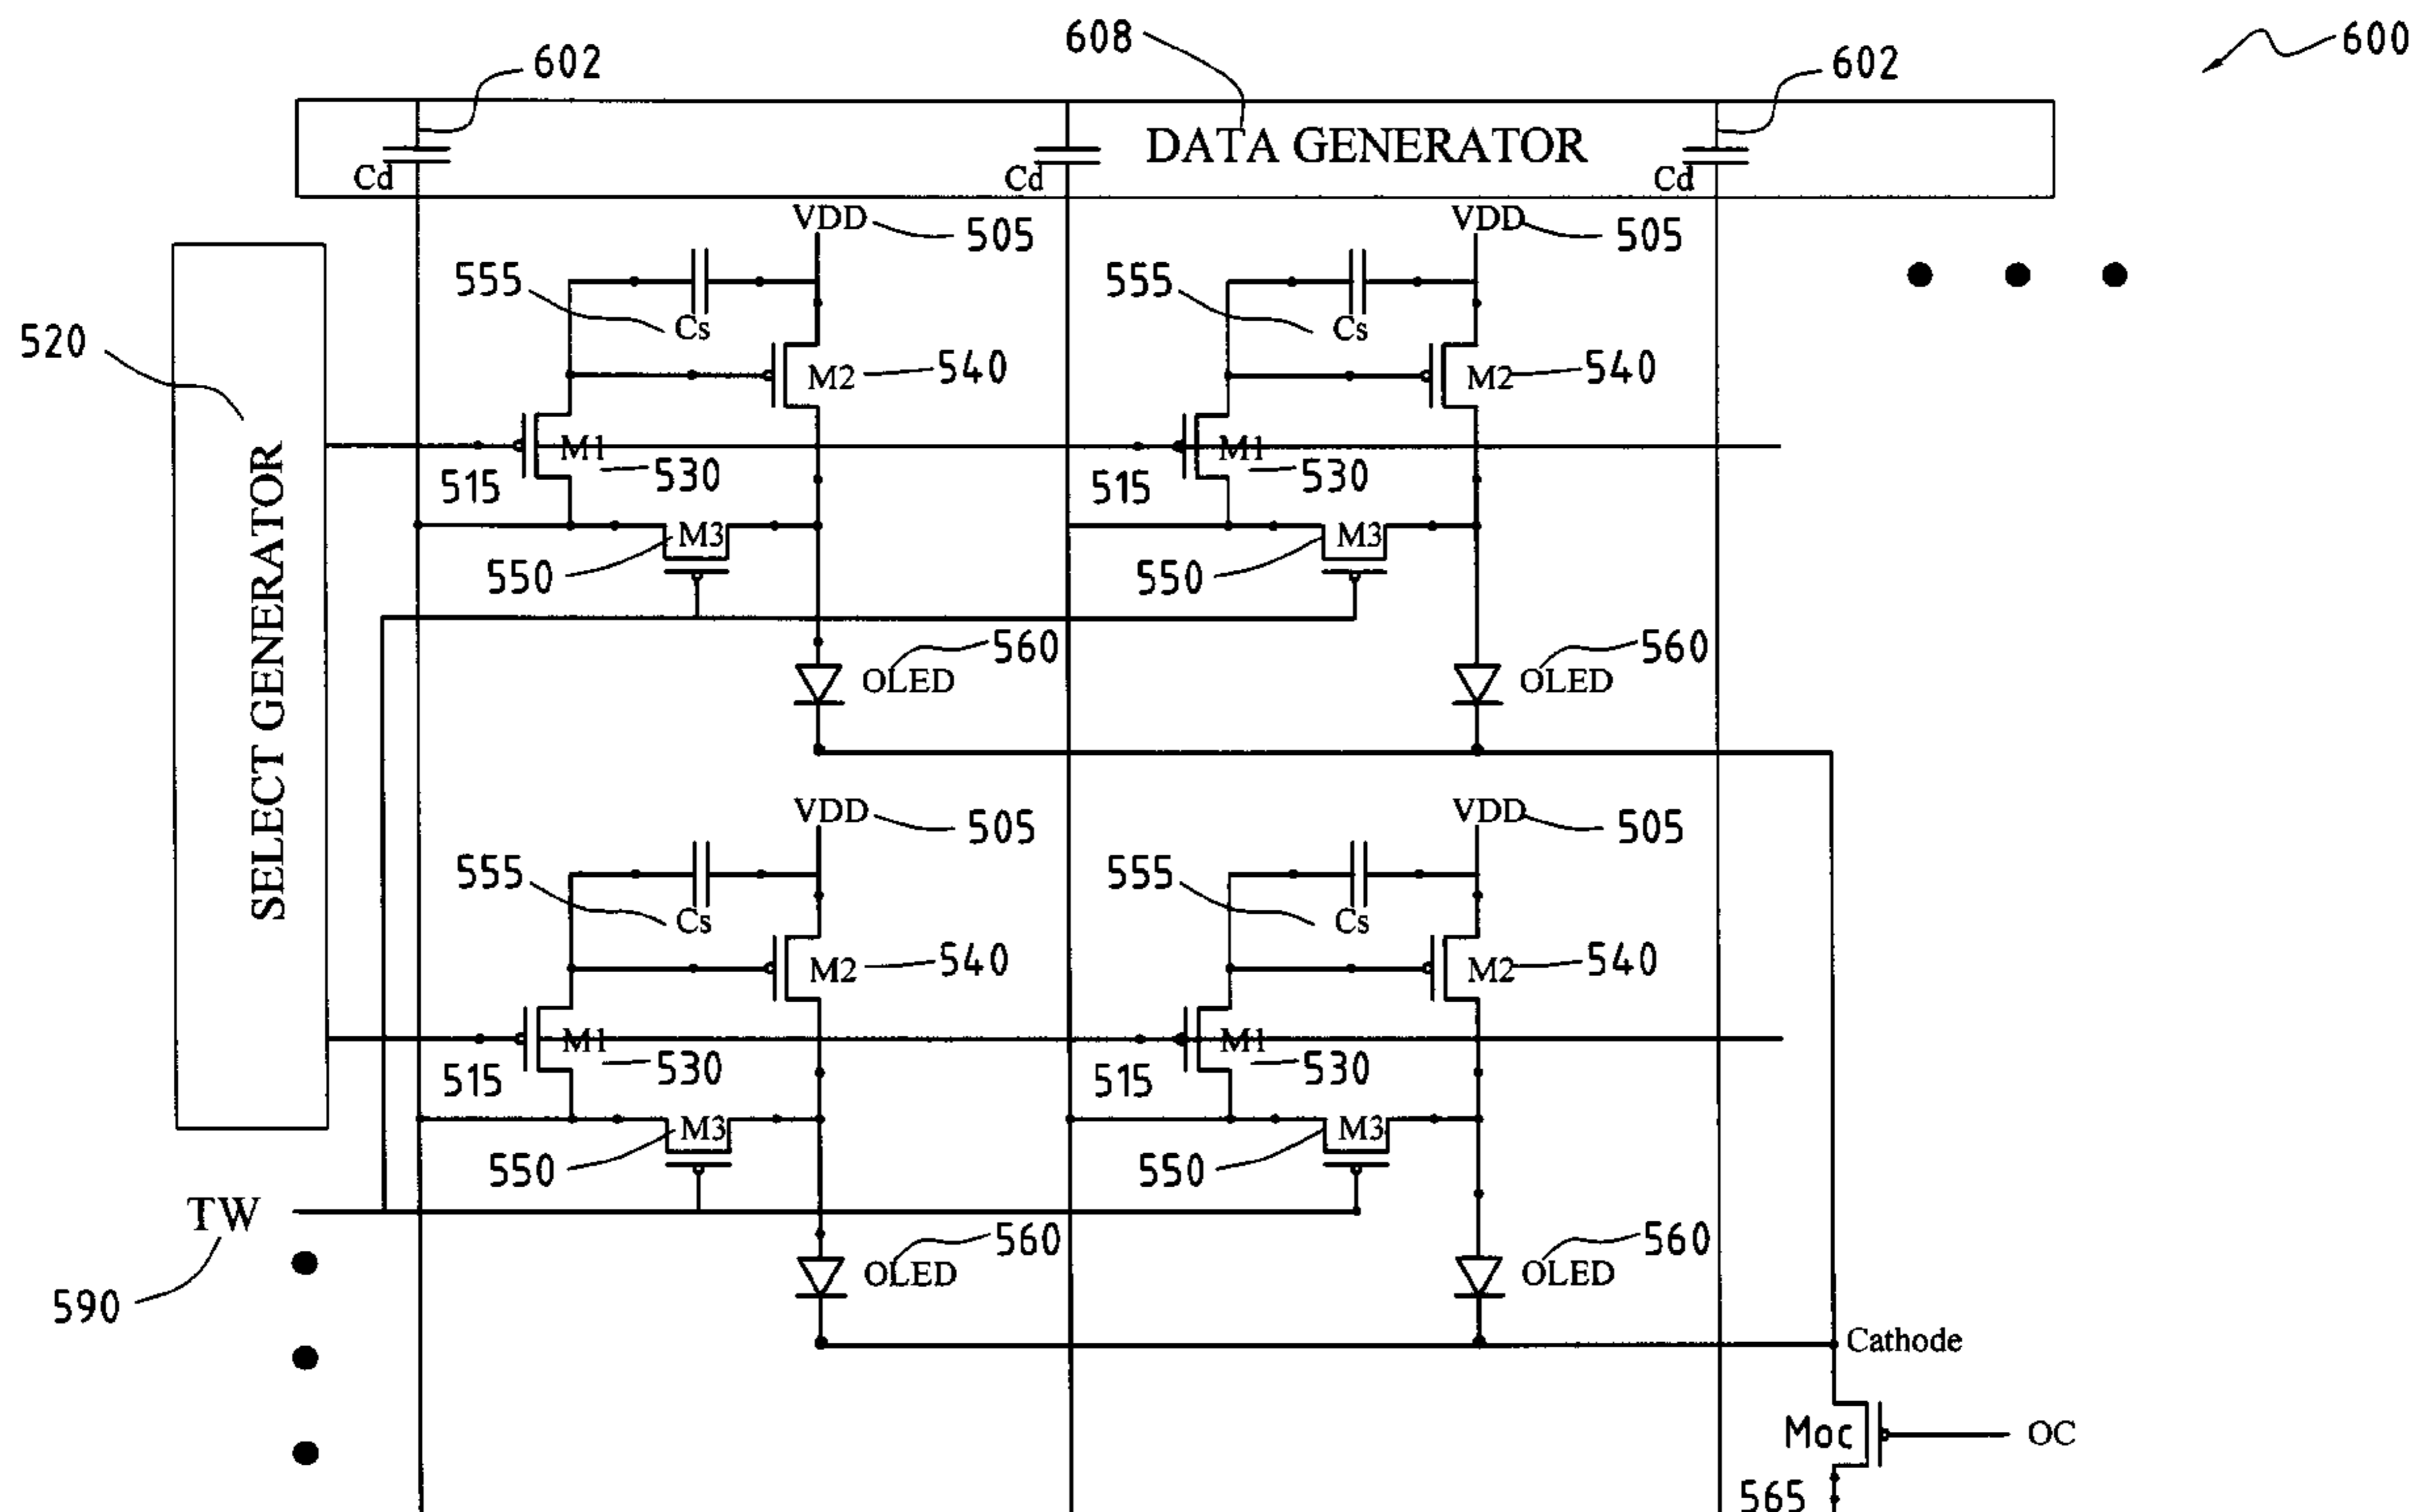 608
600
602
602
DATA GENERATOR
Cd
Cd
Cd
VDD
505
VDD
505
555
555
520
Cs
Cs
M2
540
M2
540
M1
530
M1
530
515
515
M3
M3
550
550
SELECT GENERATOR
560
560
OLED
OLED
VDD
505
VDD
505
555
555
Cs
Cs
M2
540
M2
540
M1
530
M1
530
515
515
M3
M3
550
550
TW
560
560
OLED
OLED
590
Cathode
Moc
OC
565